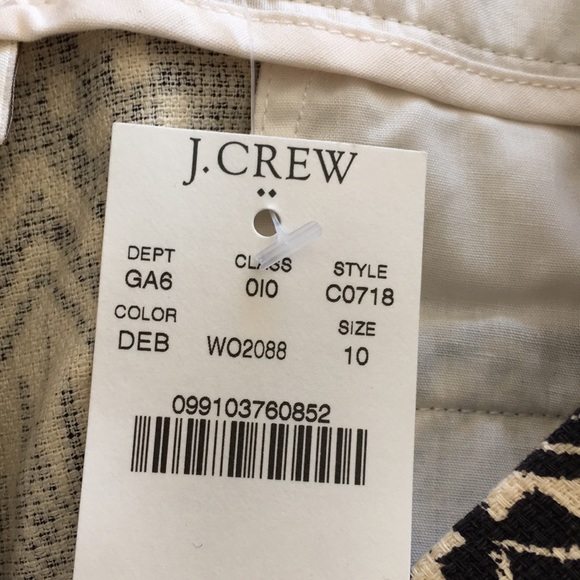 J.CREW
DEPT CLASS STYLE
GA6 010 C0718
COLOR SIZE
DEB WO2088 10
099103760852